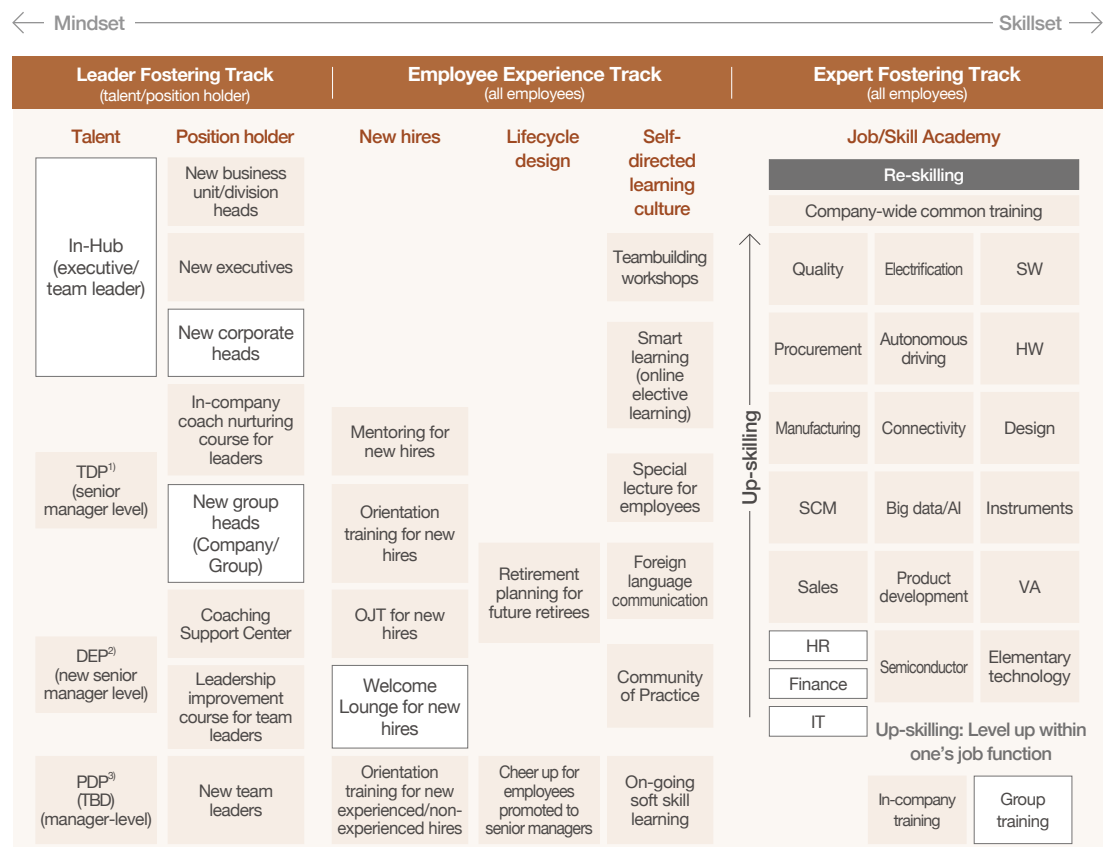 Mindset
Skillset
Leader Fostering Track
(talent/position holder)
Employee Experience Track
(all employees)
Expert Fostering Track
(all employees)
Talent
In-Hub
(executive/
team leader)
TDP1)
(senior
manager level)
DEP2)
(new senior
manager level)
PDP3)
(TBD)
(manager-level)
Position holder
New business
unit/division
heads
New executives
New corporate
heads
In-company
coach nurturing
course for
leaders
New group
heads
(Company/
Group)
Coaching
Support Center
Leadership
improvement
course for team
leaders
New team
leaders
New hires
Mentoring for
new hires
Orientation
training for new
hires
OJT for new
hires
Welcome
Lounge for new
hires
Orientation
training for new
experienced/non-
experienced hires
Lifecycle
design
Retirement
planning for
future retirees
Cheer up for
employees
promoted to
senior managers
Self-
directed
learning
culture
Teambuilding
workshops
Smart
learning
(online
elective
learning)
Special
lecture for
employees
Foreign
language
communication
Community
of Practice
On-going
soft skill
learning
Job/Skill Academy
Re-skilling
Company-wide common training
Up-skilling
Quality
Electrification
SW
Procurement
Autonomous
driving
HW
Manufacturing
Connectivity
Design
SCM
Big data/AI
Instruments
Sales
Product
development
VA
HR
Finance
IT
Semiconductor
Elementary
technology
Up-skilling: Level up within
one's job function
In-company
training
Group
training